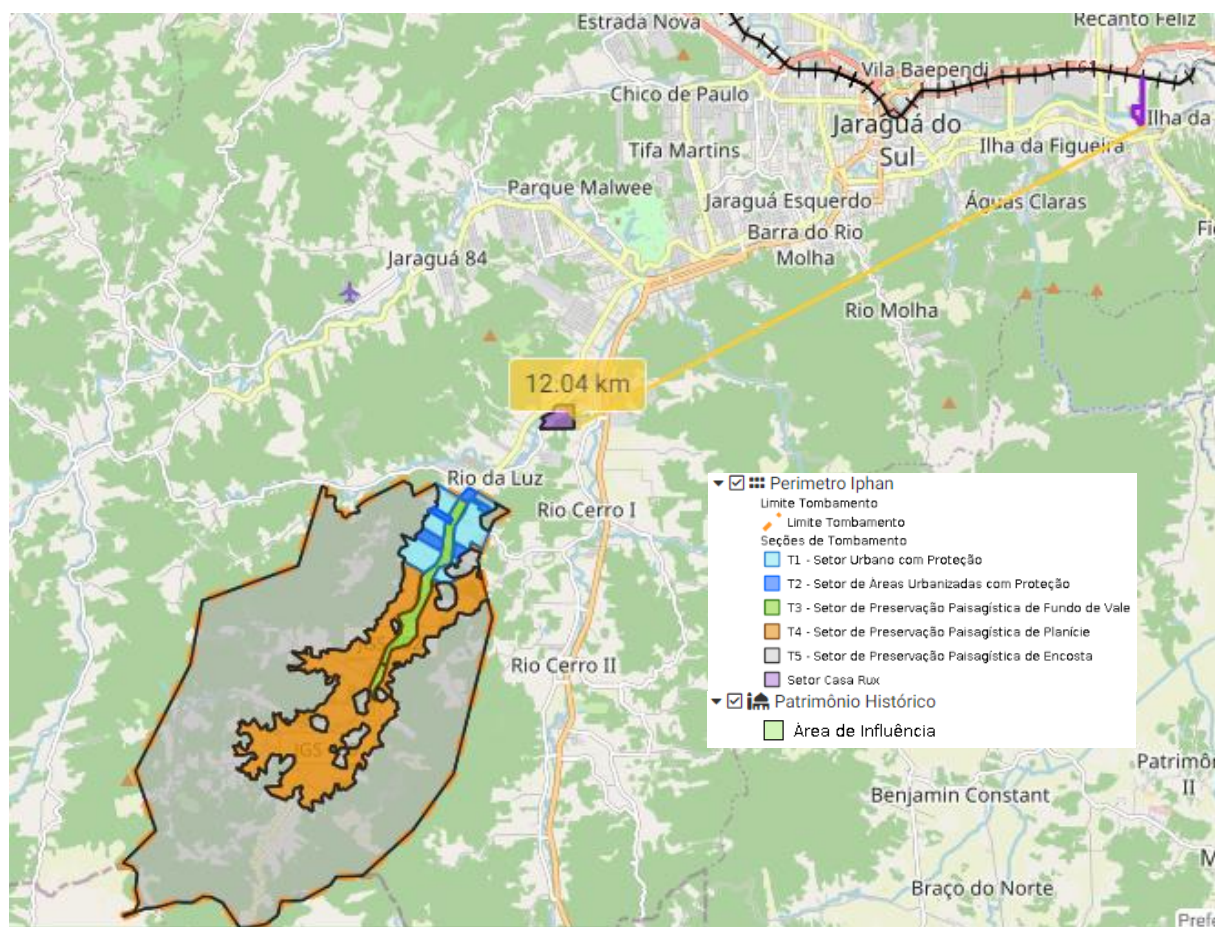 Estrada Nova
Recanto Feliz
Vila Baependi
Chico de Paulo
Jaraguá do
Sul
Ilha da
Ilha da Figueira
Tifa Martins
Parque Malwee
Jaraguá Esquerdo
Águas Claras
Barra do Rio
Molha
Fi
Jaraguá 84
Rio Molha
12.04 km
Rio da Luz
Rio Cerro I
Rio Cerro II
JGS
Perimetro Iphan
Limite Tombamento
Limite Tombamento
Seções de Tombamento
T1 - Setor Urbano com Proteção
T2 - Setor de Áreas Urbanizadas com Proteção
T3 - Setor de Preservação Paisagística de Fundo de Vale
T4 - Setor de Preservação Paisagística de Planície
T5 - Setor de Preservação Paisagística de Encosta
Setor Casa Rux
Patrimônio Histórico
Área de Influência
Patrimôn
II
Benjamin Constant
M
Braço do Norte
Prefe